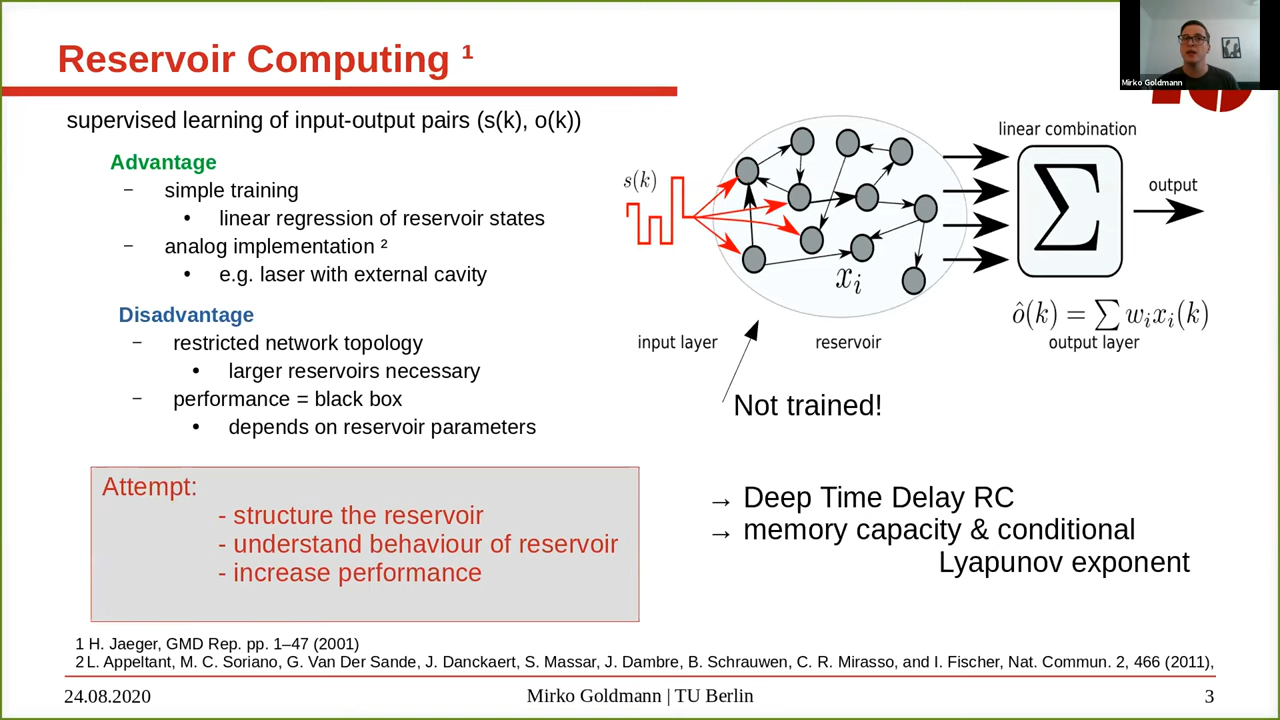 Reservoir Computing ¹
Mirko Goldmann
supervised learning of input-output pairs (s(k), o(k))
Advantage
– simple training
• linear regression of reservoir states
– analog implementation ²
• e.g. laser with external cavity
Disadvantage
– restricted network topology
• larger reservoirs necessary
– performance = black box
• depends on reservoir parameters
s(k)
x_i
linear combination
Σ
output
ô(k) = ∑ w_i x_i(k)
input layer
reservoir
output layer
Not trained!
Attempt:
- structure the reservoir
- understand behaviour of reservoir
- increase performance
→ Deep Time Delay RC
→ memory capacity & conditional
Lyapunov exponent
1 H. Jaeger, GMD Rep. pp. 1–47 (2001)
2 L. Appeltant, M. C. Soriano, G. Van Der Sande, J. Danckaert, S. Massar, J. Dambre, B. Schrauwen, C. R. Mirasso, and I. Fischer, Nat. Commun. 2, 466 (2011),
24.08.2020
Mirko Goldmann | TU Berlin
3